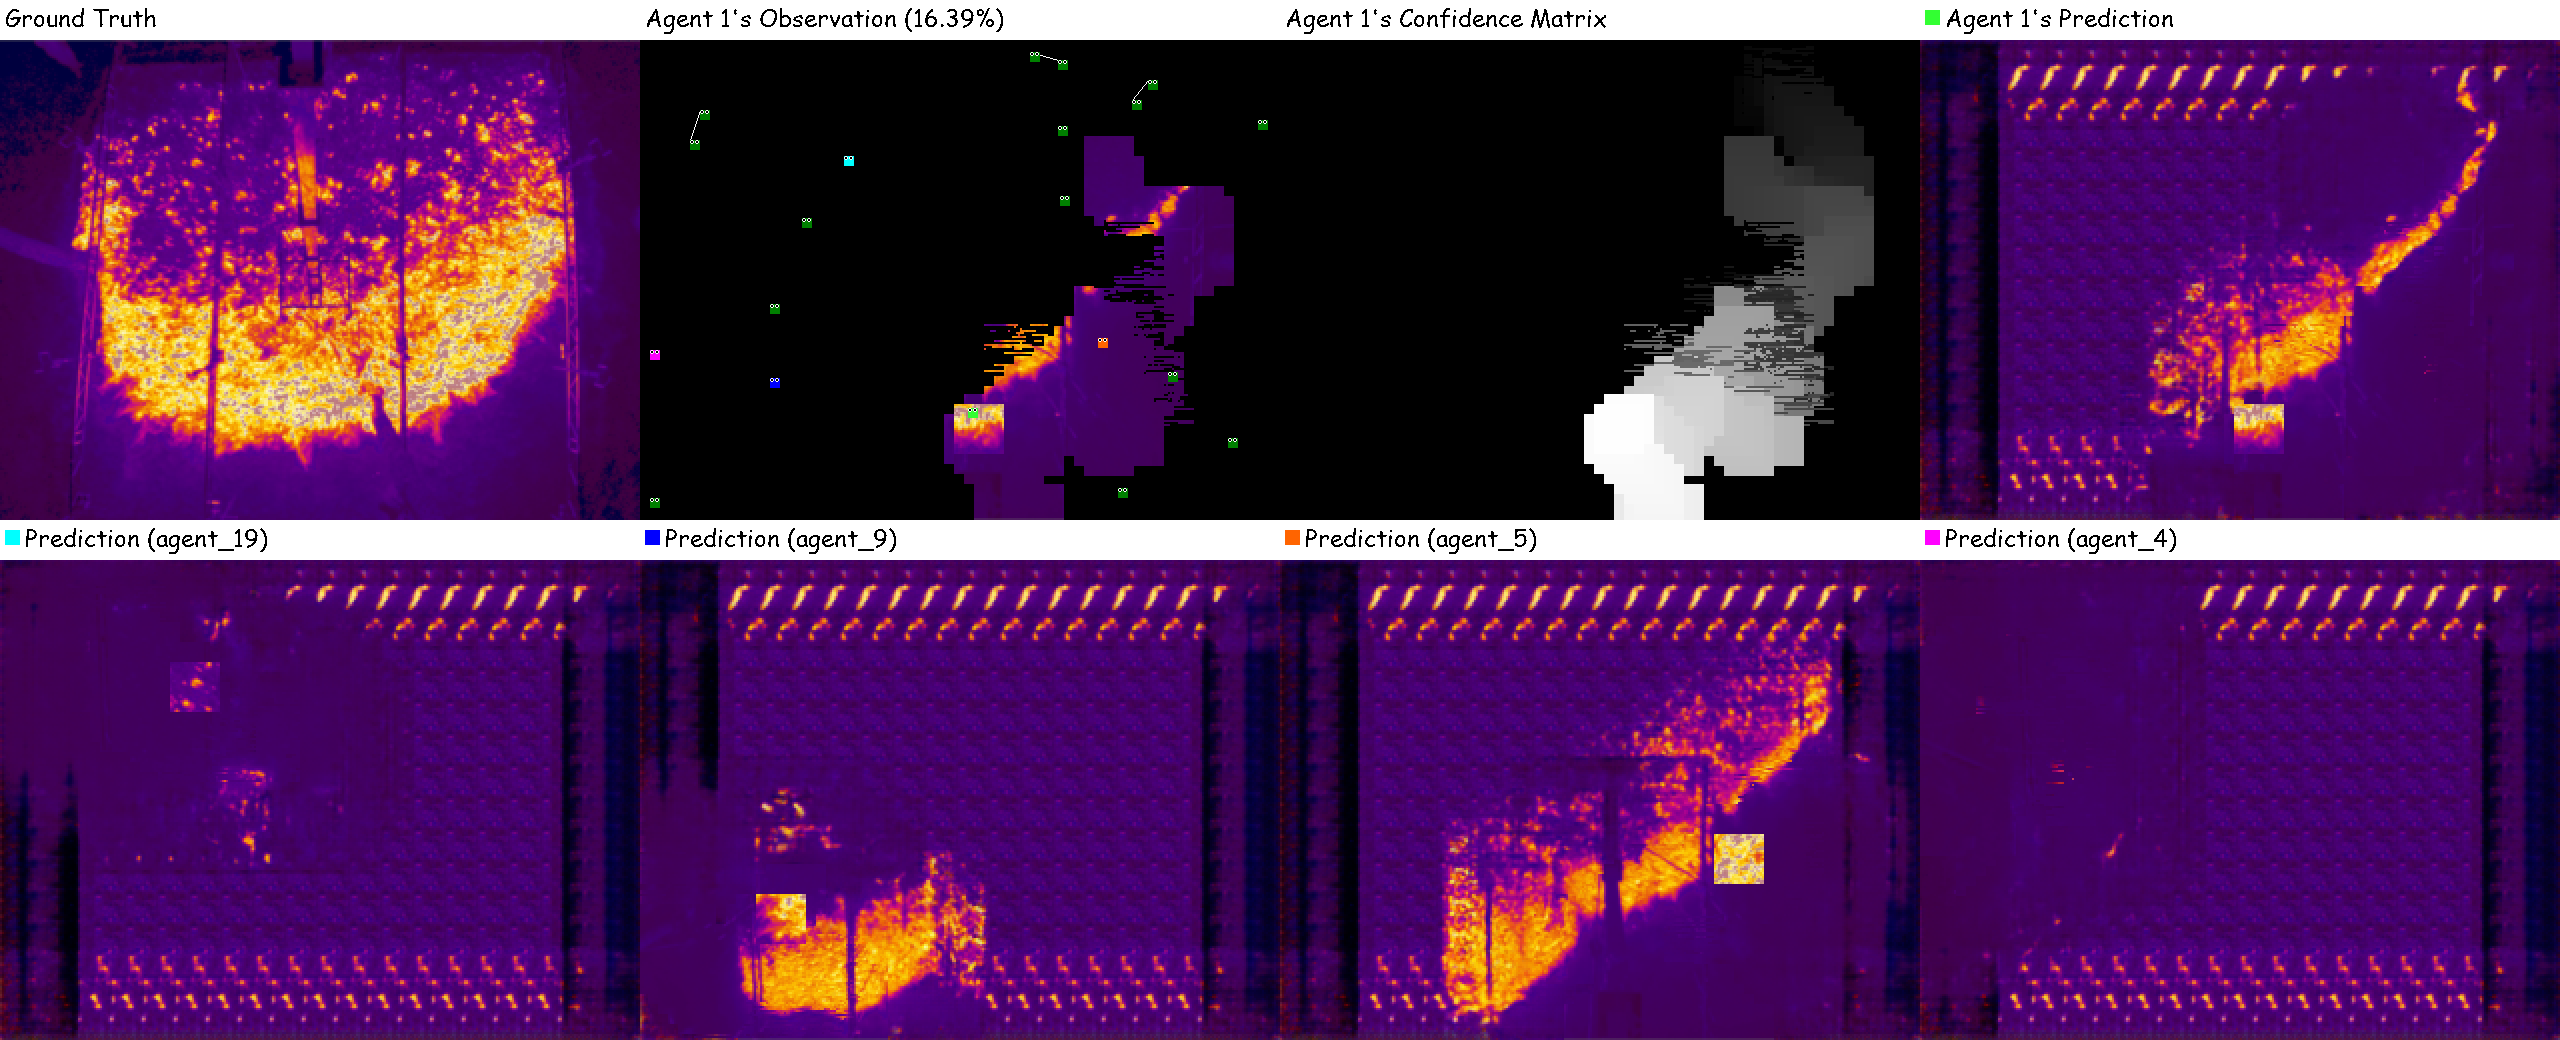 Ground Truth
Agent 1's Observation (16.39%)
Agent 1's Confidence Matrix
Agent 1's Prediction
Prediction (agent_19)
Prediction (agent_9)
Prediction (agent_5)
Prediction (agent_4)